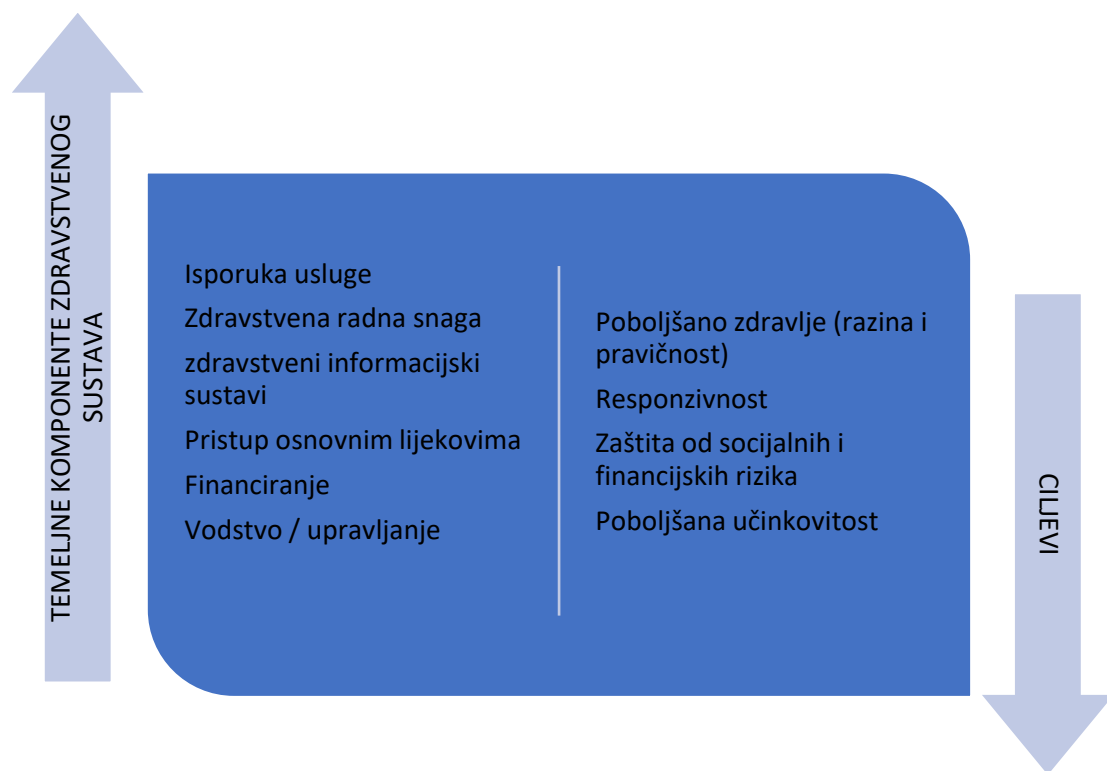 TEMELJNE KOMPONENTE ZDRAVSTVENOG
SUSTAVA
Isporuka usluge
Zdravstvena radna snaga
zdravstveni informacijski
sustavi
Pristup osnovnim lijekovima
Financiranje
Vodstvo / upravljanje
Poboljšano zdravlje (razina i
pravičnost)
Responzivnost
Zaštita od socijalnih i
financijskih rizika
Poboljšana učinkovitost
CILJEVI